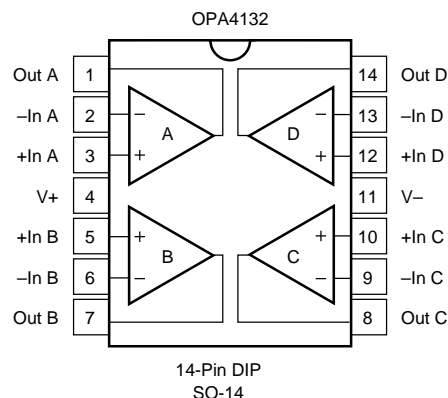 OPA4132
Out A 1 14 Out D
–In A 2 – – 13 –In D
A D
+In A 3 + + 12 +In D
V+ 4 11 V–
+In B 5 + + 10 +In C
B C
–In B 6 – – 9 –In C
Out B 7 8 Out C
14-Pin DIP
SO-14